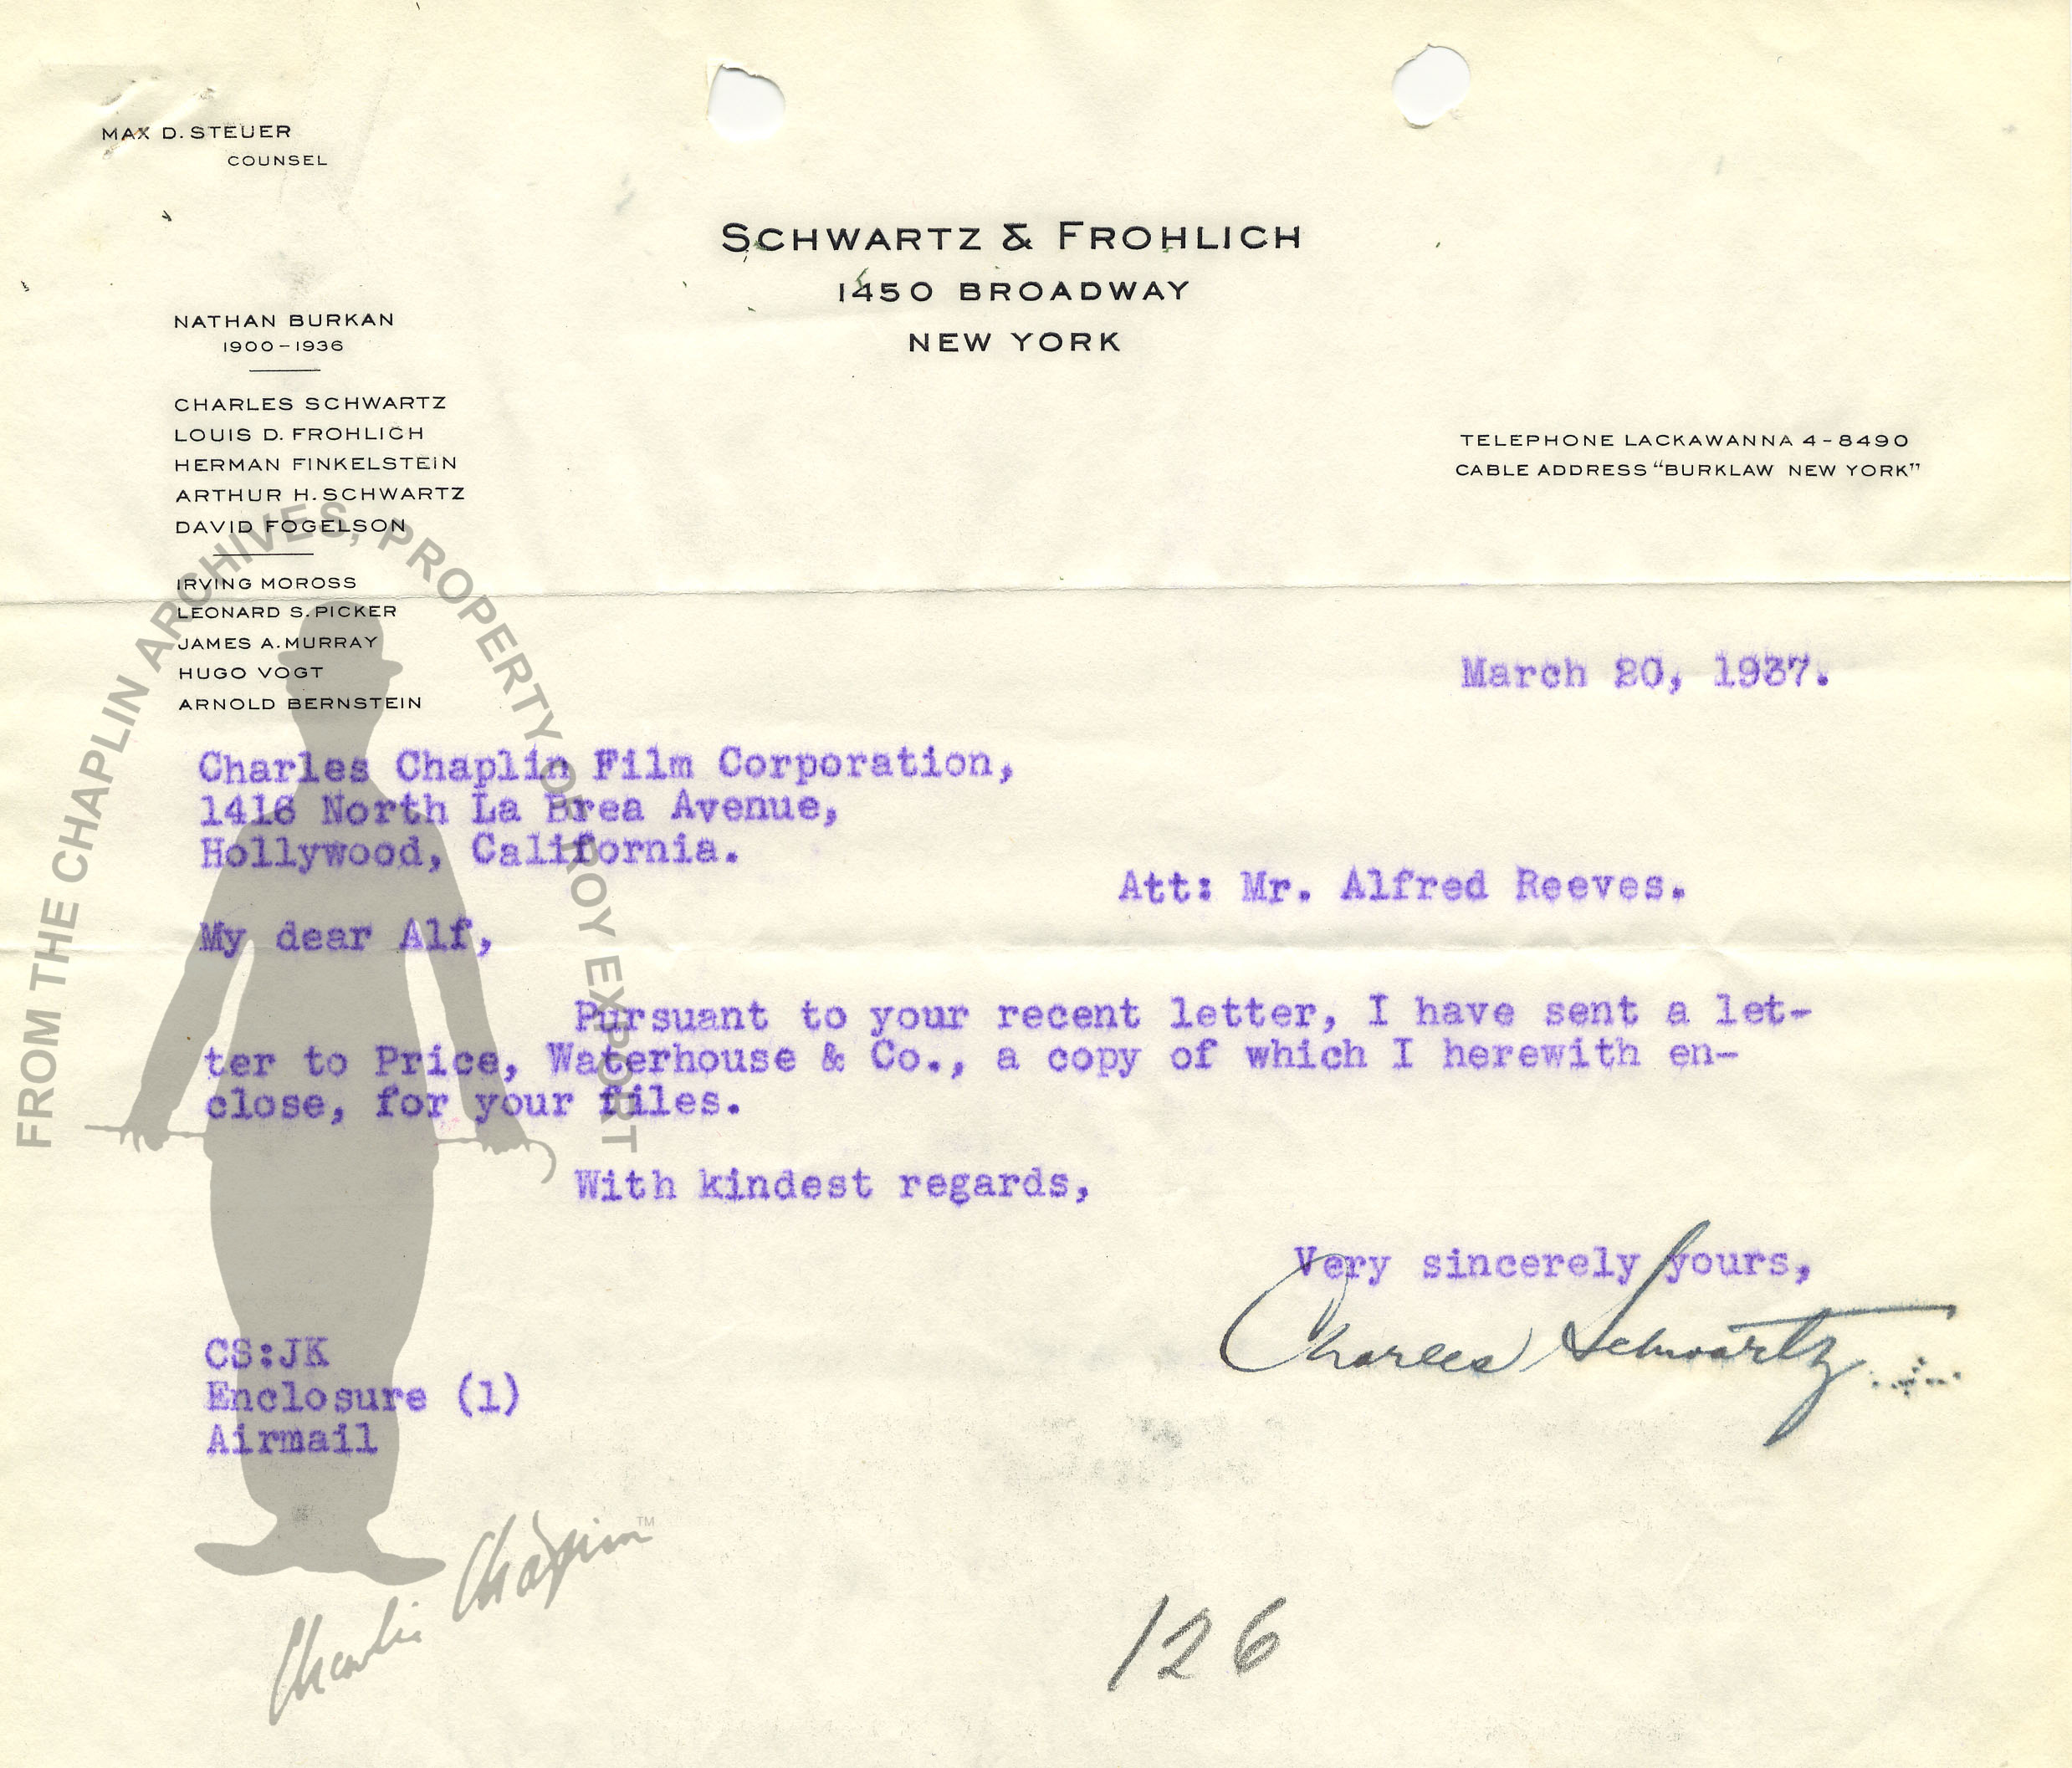 MAX D. STEUER
COUNSEL
SCHWARTZ & FROHLICH
1450 BROADWAY
NEW YORK
NATHAN BURKAN
1900-1936
CHARLES SCHWARTZ
LOUIS D. FROHLICH
HERMAN FINKELSTEIN
ARTHUR H. SCHWARTZ
DAVID FOGELSON
IRVING MOROSS
LEONARD S. PICKER
JAMES A. MURRAY
HUGO VOGT
ARNOLD BERNSTEIN
TELEPHONE LACKAWANNA 4-8490
CABLE ADDRESS "BURKLAW NEW YORK"
March 20, 1937.
Charles Chaplin Film Corporation,
1416 North La Brea Avenue,
Hollywood, California.
Att: Mr. Alfred Reeves.
My dear Alf,
Pursuant to your recent letter, I have sent a let-
ter to Price, Waterhouse & Co., a copy of which I herewith en-
close, for your files.
With kindest regards,
Very sincerely yours,
Charles Schwartz
CS:JK
Enclosure (1)
Airmail
126
FROM THE CHAPLIN ARCHIVES, PROPERTY OF ROY EXPORT
Charlie Chaplin TM